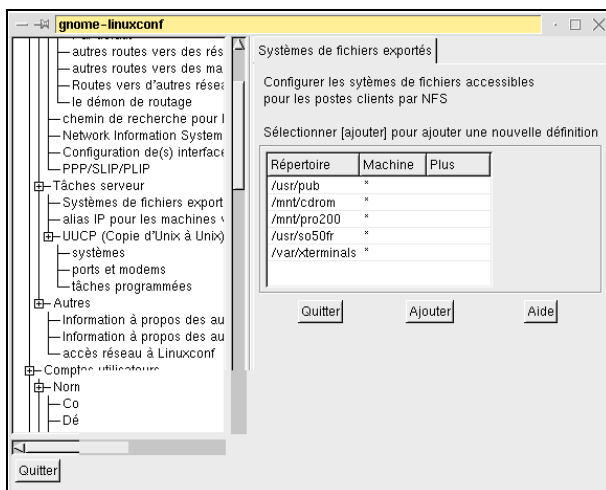 gnome-linuxconf
autres routes vers des rés
autres routes vers des ma
Routes vers d'autres résea
le démon de routage
chemin de recherche pour l
Network Information System
Configuration de(s) interface
PPP/SLIP/PLIP
Tâches serveur
Systèmes de fichiers export
alias IP pour les machines
UUCP (Copie d'Unix à Unix)
systèmes
ports et modems
tâches programmées
Autres
Information à propos des au
Information à propos des au
accès réseau à Linuxconf
Comptes utilisateurs
Norm
Co
Dé
Quitter
Systèmes de fichiers exportés
Configurer les sytèmes de fichiers accessibles
pour les postes clients par NFS
Sélectionner [ajouter] pour ajouter une nouvelle définition
Répertoire Machine Plus
/usr/pub *
/mnt/cdrom *
/mnt/pro200 *
/usr/so50fr *
/var/xterminals *
Quitter Ajouter Aide